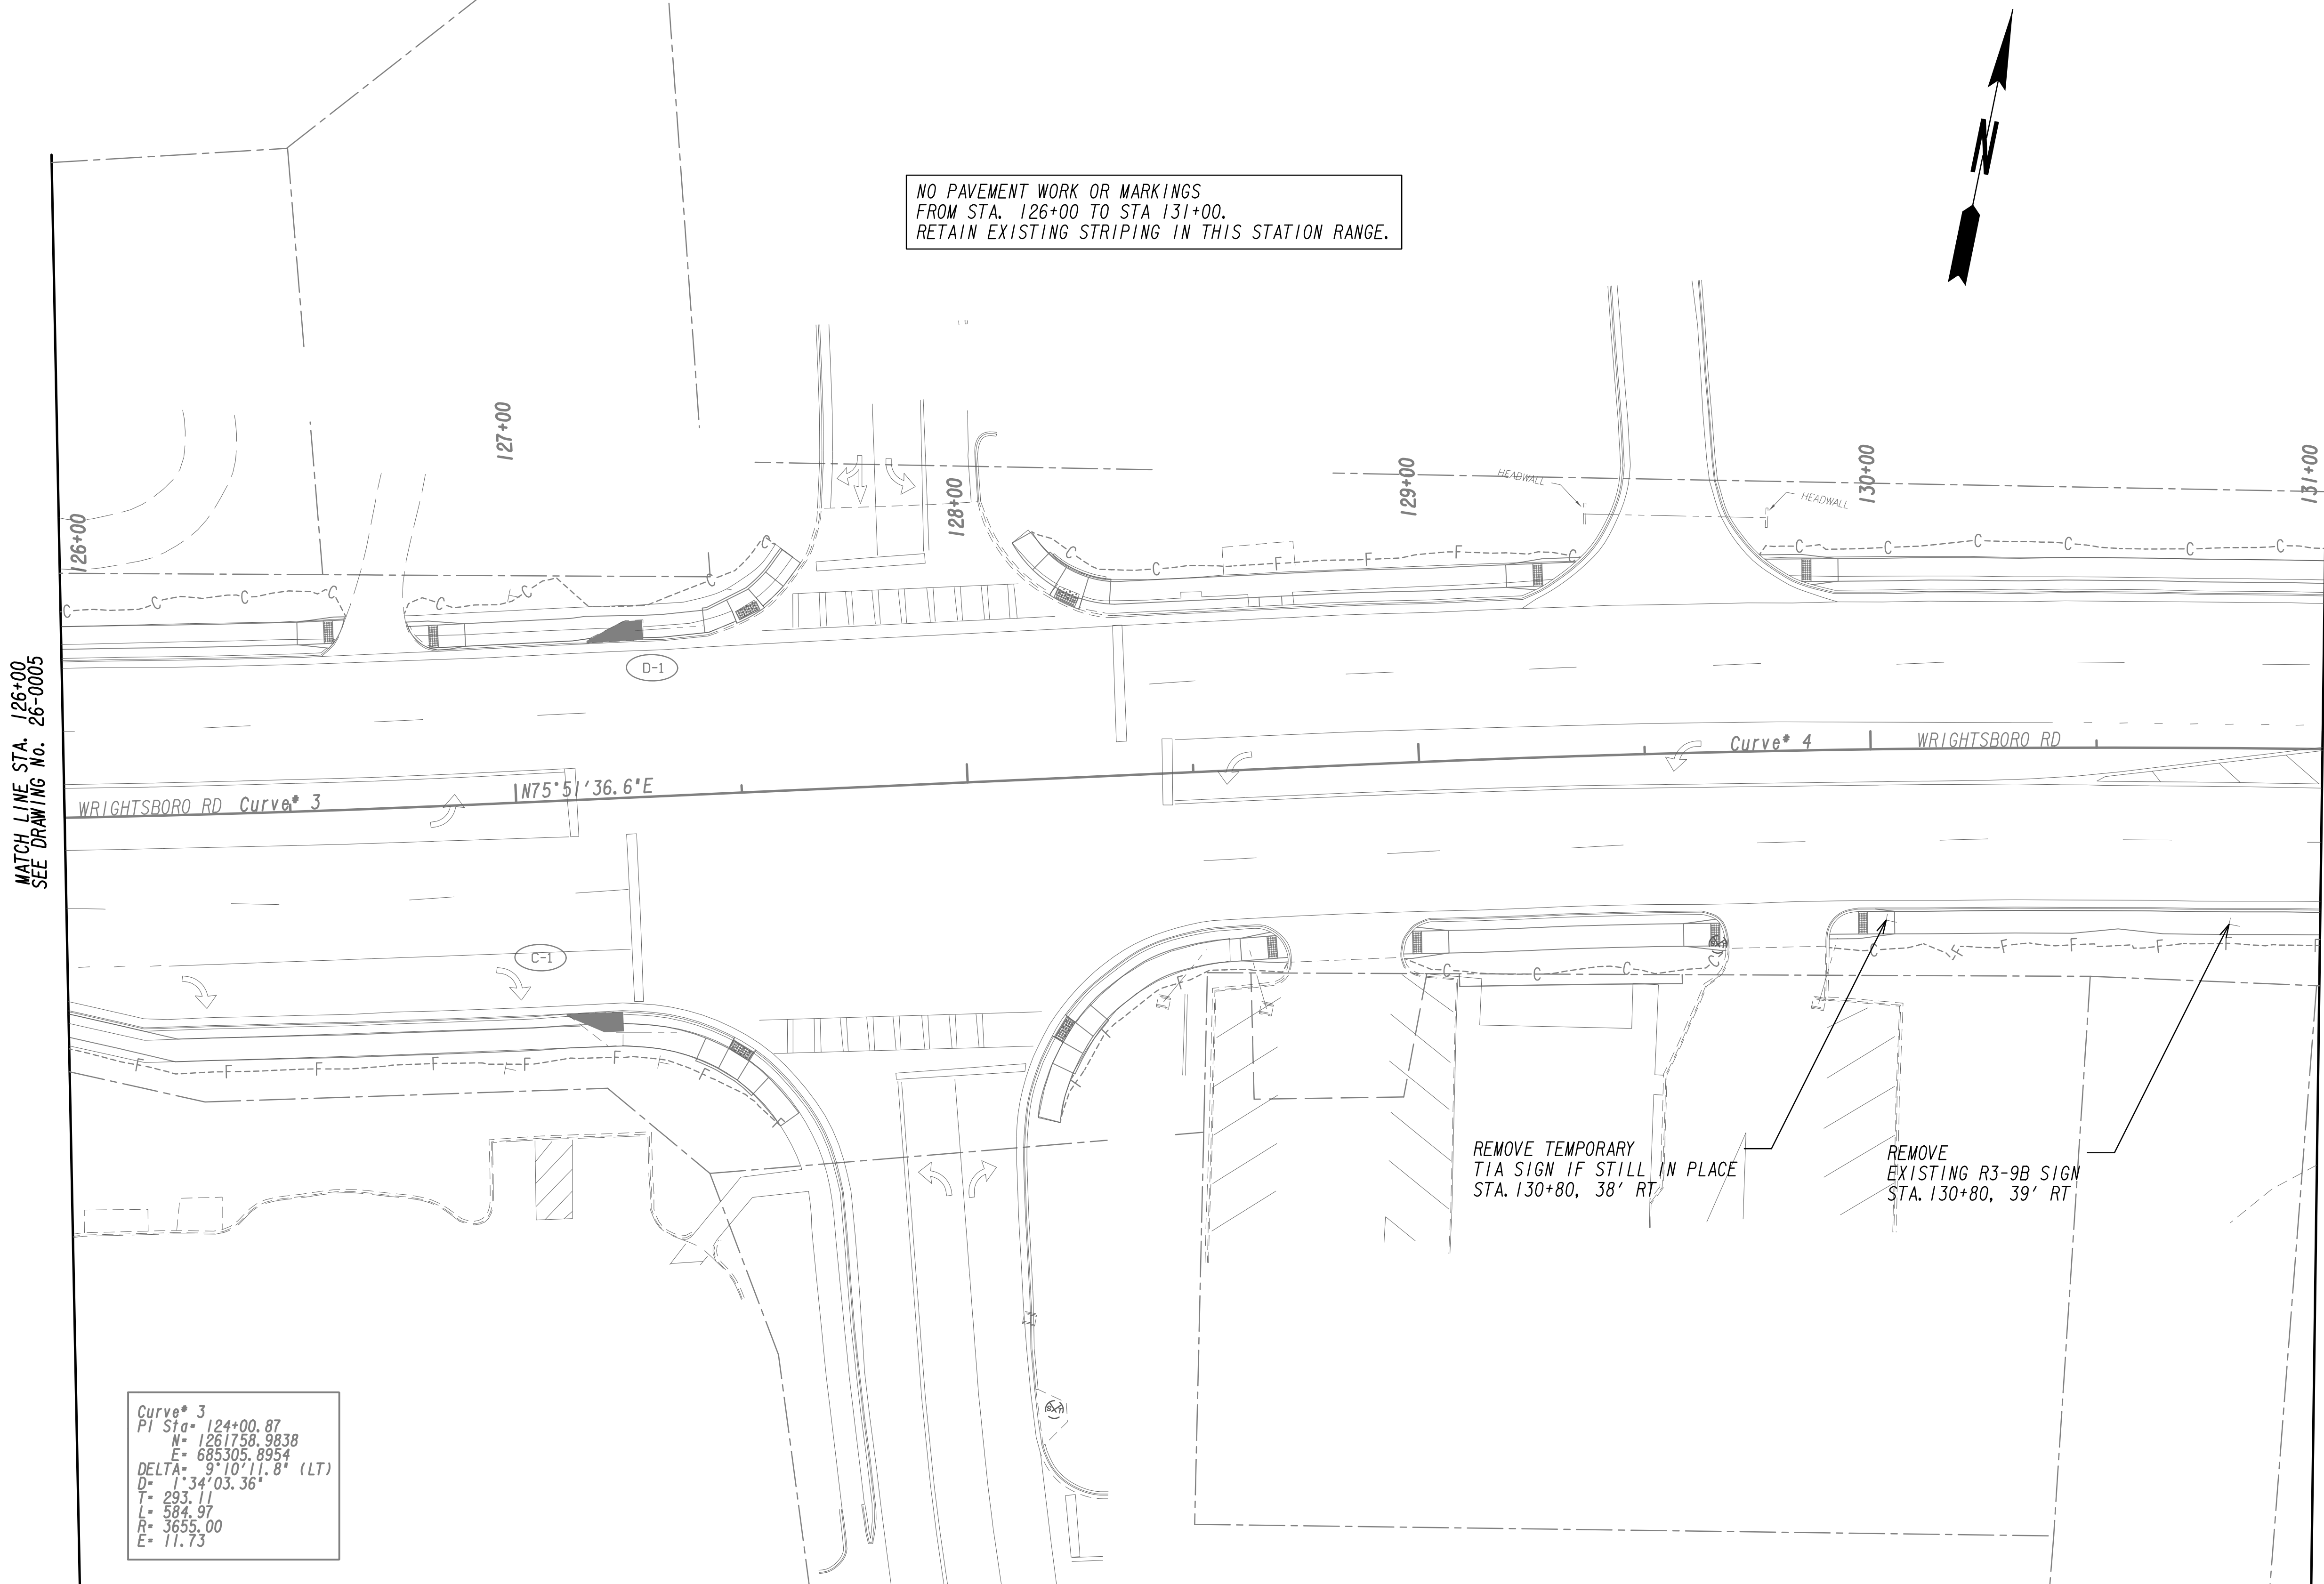 NO PAVEMENT WORK OR MARKINGS
FROM STA. 126+00 TO STA 131+00.
RETAIN EXISTING STRIPING IN THIS STATION RANGE.
N
126+00
127+00
128+00
129+00
130+00
131+00
HEADWALL
HEADWALL
C C C C C C C C
C C F F F C
C C C C C C
D-1
MATCH LINE STA. 126+00
SEE DRAWING No. 26-0005
WRIGHTSBORO RD Curve# 3
N75°51'36.6"E
Curve# 4
WRIGHTSBORO RD
C-1
F F F F F F F
F
C C C C
C F F F F F F
REMOVE TEMPORARY
TIA SIGN IF STILL IN PLACE
STA. 130+80, 38' RT
REMOVE
EXISTING R3-9B SIGN
STA. 130+80, 39' RT
Curve# 3
PI Sta= 124+00.87
N= 1261758.9838
E= 685305.8954
DELTA= 9°10'11.8" (LT)
D= 1°34'03.36"
T= 293.11
L= 584.97
R= 3655.00
E= 11.73